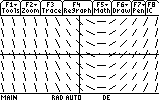 F1▾ F2▾ F3 F4 F5▾ F6▾ F7▾ F8
Tools Zoom Trace ReGraph Math Draw Pen IC
MAIN RAD AUTO DE